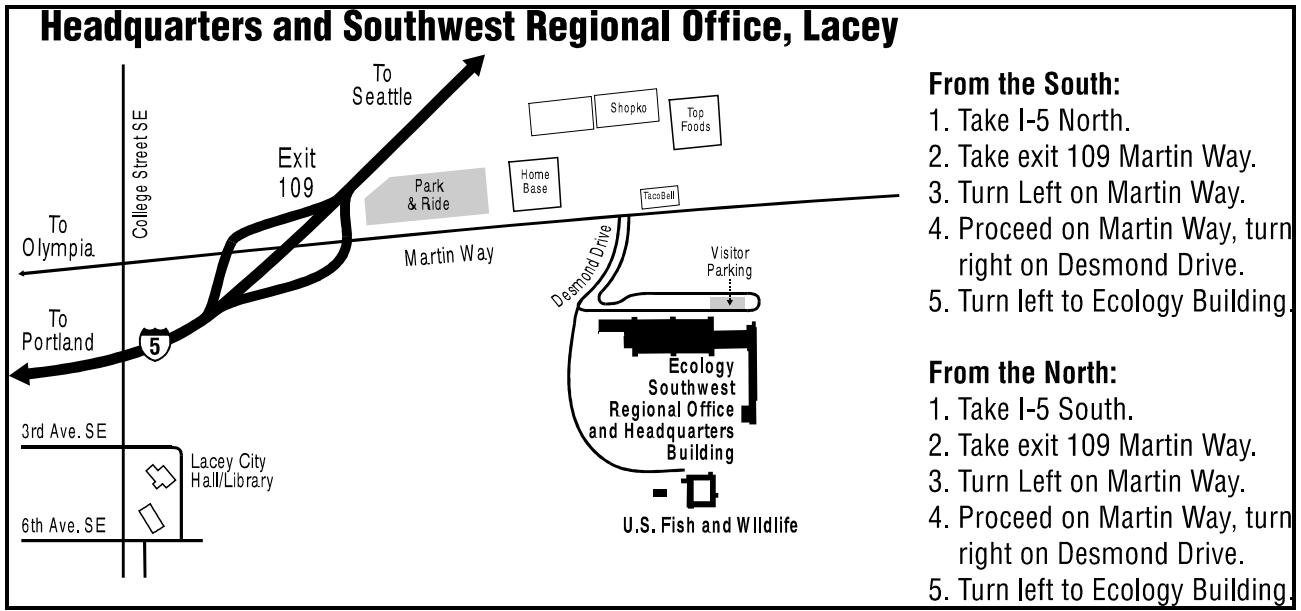 Headquarters and Southwest Regional Office, Lacey
To
Seattle
College Street SE
Exit
109
Shopko
Top
Foods
Park
& Ride
Home
Base
TacoBell
To
Olympia
Martin Way
Desmond Drive
Visitor
Parking
To
Portland
5
Ecology
Southwest
Regional Office
and Headquarters
Building
3rd Ave. SE
Lacey City
Hall/Library
6th Ave. SE
U.S. Fish and WIldlife
From the South:
1. Take I-5 North.
2. Take exit 109 Martin Way.
3. Turn Left on Martin Way.
4. Proceed on Martin Way, turn
right on Desmond Drive.
5. Turn left to Ecology Building.
From the North:
1. Take I-5 South.
2. Take exit 109 Martin Way.
3. Turn Left on Martin Way.
4. Proceed on Martin Way, turn
right on Desmond Drive.
5. Turn left to Ecology Building.